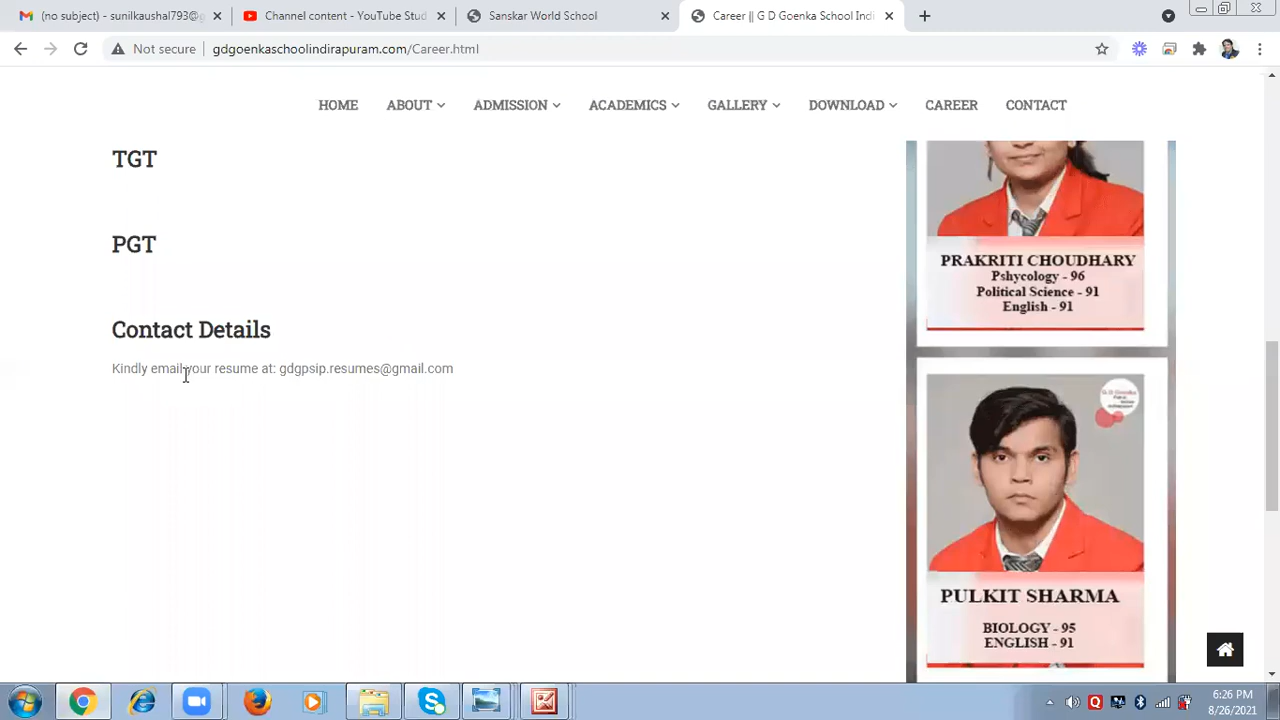 (no subject) - sunilkaushal793@g
Channel content - YouTube Stud
Sanskar World School
Career || G D Goenka School Indi
Not secure
gdgoenkaschoolindirapuram.com/Career.html
HOME ABOUT ADMISSION ACADEMICS GALLERY DOWNLOAD CAREER CONTACT
TGT
PGT
Contact Details
Kindly email your resume at: gdgpsip.resumes@gmail.com
PRAKRITI CHOUDHARY
Pshycology - 96
Political Science - 91
English - 91
G D Goenka
PULKIT SHARMA
BIOLOGY - 95
ENGLISH - 91
6:26 PM
8/26/2021